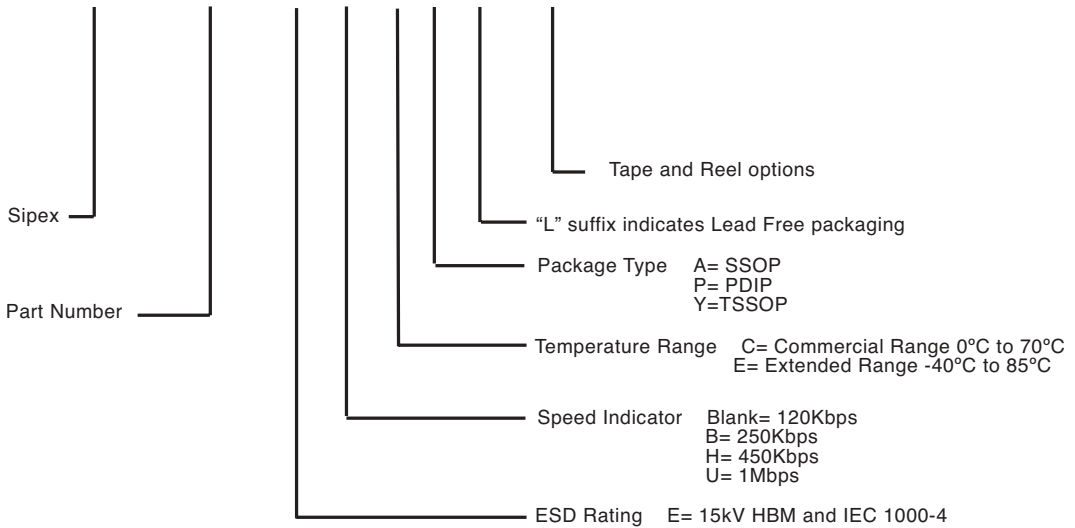 Tape and Reel options
Sipex
“L” suffix indicates Lead Free packaging
Package Type A= SSOP
P= PDIP
Y=TSSOP
Part Number
Temperature Range C= Commercial Range 0ºC to 70ºC
E= Extended Range -40ºC to 85ºC
Speed Indicator Blank= 120Kbps
B= 250Kbps
H= 450Kbps
U= 1Mbps
ESD Rating E= 15kV HBM and IEC 1000-4